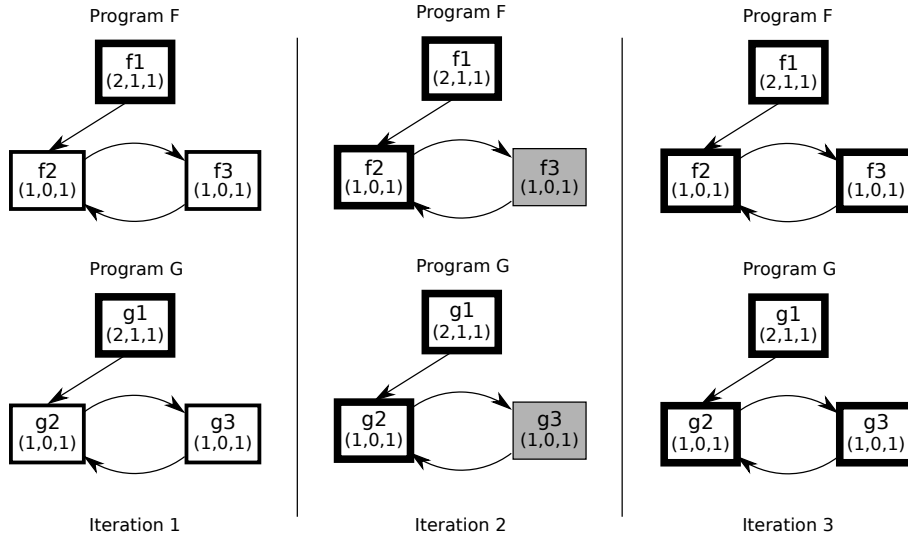 Program F
f1
(2,1,1)
f2
(1,0,1)
f3
(1,0,1)
Program G
g1
(2,1,1)
g2
(1,0,1)
g3
(1,0,1)
Iteration 1
Program F
f1
(2,1,1)
f2
(1,0,1)
f3
(1,0,1)
Program G
g1
(2,1,1)
g2
(1,0,1)
g3
(1,0,1)
Iteration 2
Program F
f1
(2,1,1)
f2
(1,0,1)
f3
(1,0,1)
Program G
g1
(2,1,1)
g2
(1,0,1)
g3
(1,0,1)
Iteration 3